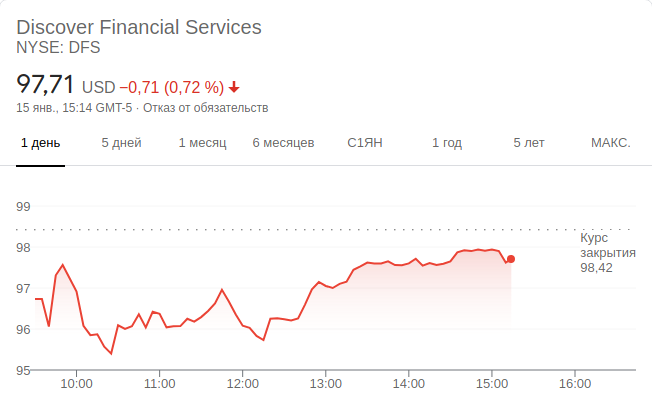 Discover Financial Services
NYSE: DFS
97,71 USD −0,71 (0,72 %)
15 янв., 15:14 GMT-5 · Отказ от обязательств
1 день 5 дней 1 месяц 6 месяцев С1ЯН 1 год 5 лет МАКС.
99
98
97
96
95
Курс
закрытия
98,42
10:00 11:00 12:00 13:00 14:00 15:00 16:00